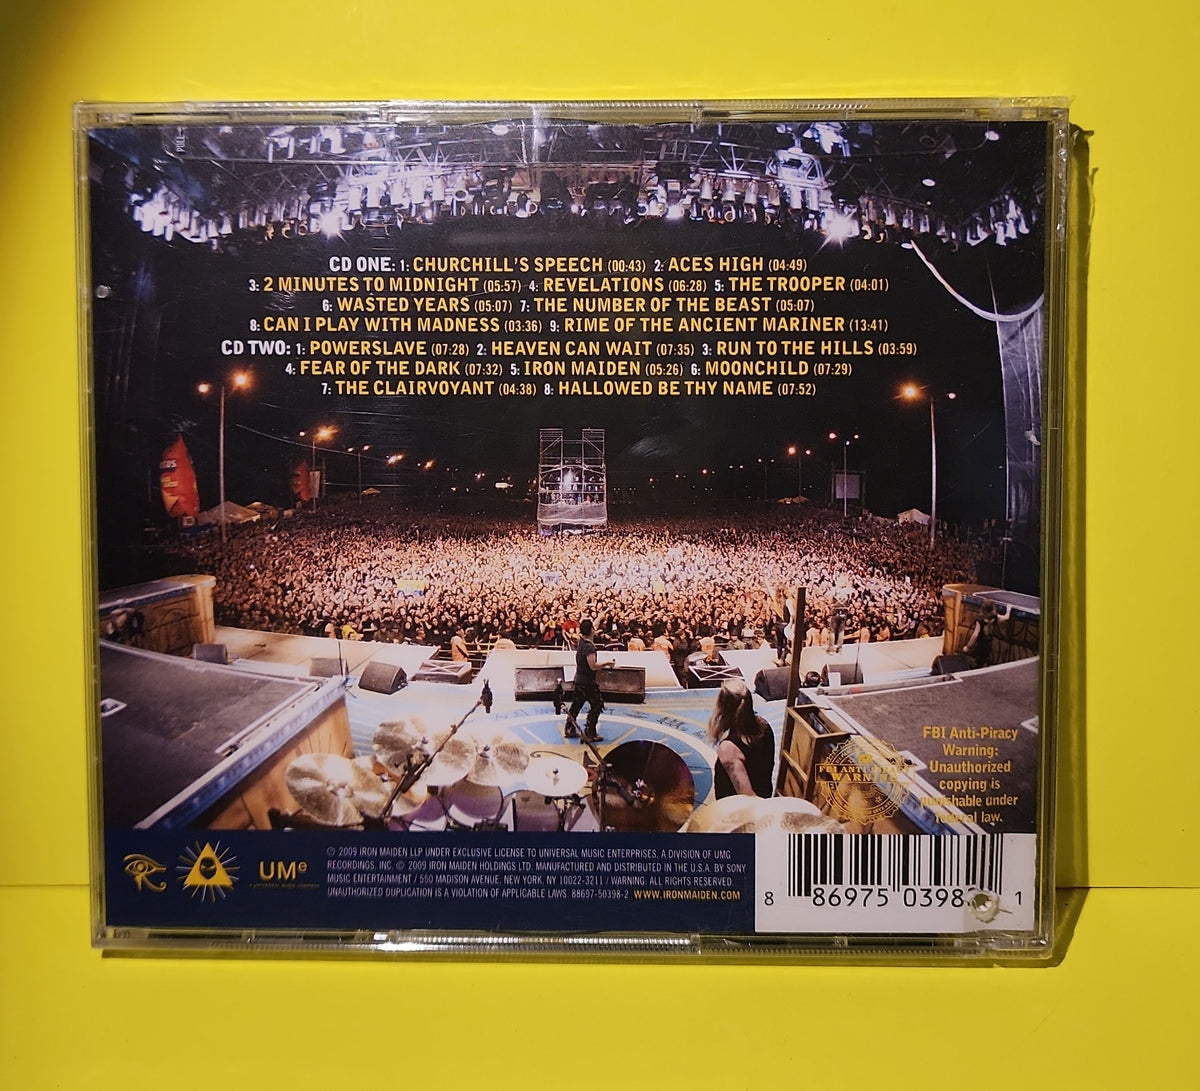 CD ONE: 1: CHURCHILL'S SPEECH (00:43) 2: ACES HIGH (04:49)
3: 2 MINUTES TO MIDNIGHT (05:57) 4: REVELATIONS (06:28) 5: THE TROOPER (04:01)
6: WASTED YEARS (05:07) 7: THE NUMBER OF THE BEAST (05:07)
8: CAN I PLAY WITH MADNESS (03:36) 9: RIME OF THE ANCIENT MARINER (13:41)
CD TWO: 1: POWERSLAVE (07:28) 2: HEAVEN CAN WAIT (07:35) 3: RUN TO THE HILLS (03:59)
4: FEAR OF THE DARK (07:32) 5: IRON MAIDEN (05:26) 6: MOONCHILD (07:29)
7: THE CLAIRVOYANT (04:38) 8: HALLOWED BE THY NAME (07:52)
FBI Anti-Piracy
Warning:
Unauthorized
copying is
punishable under
federal law.
FBI ANTI-PIRACY
WARNING
UMe
© 2009 IRON MAIDEN LLP UNDER EXCLUSIVE LICENSE TO UNIVERSAL MUSIC ENTERPRISES, A DIVISION OF UMG
RECORDINGS, INC. © 2009 IRON MAIDEN HOLDINGS LTD. MANUFACTURED AND DISTRIBUTED IN THE U.S.A. BY SONY
MUSIC ENTERTAINMENT / 550 MADISON AVENUE, NEW YORK, NY 10022-3211 / WARNING: ALL RIGHTS RESERVED.
UNAUTHORIZED DUPLICATION IS A VIOLATION OF APPLICABLE LAWS. 88697-50398-2 WWW.IRONMAIDEN.COM
8 86975 0398 1